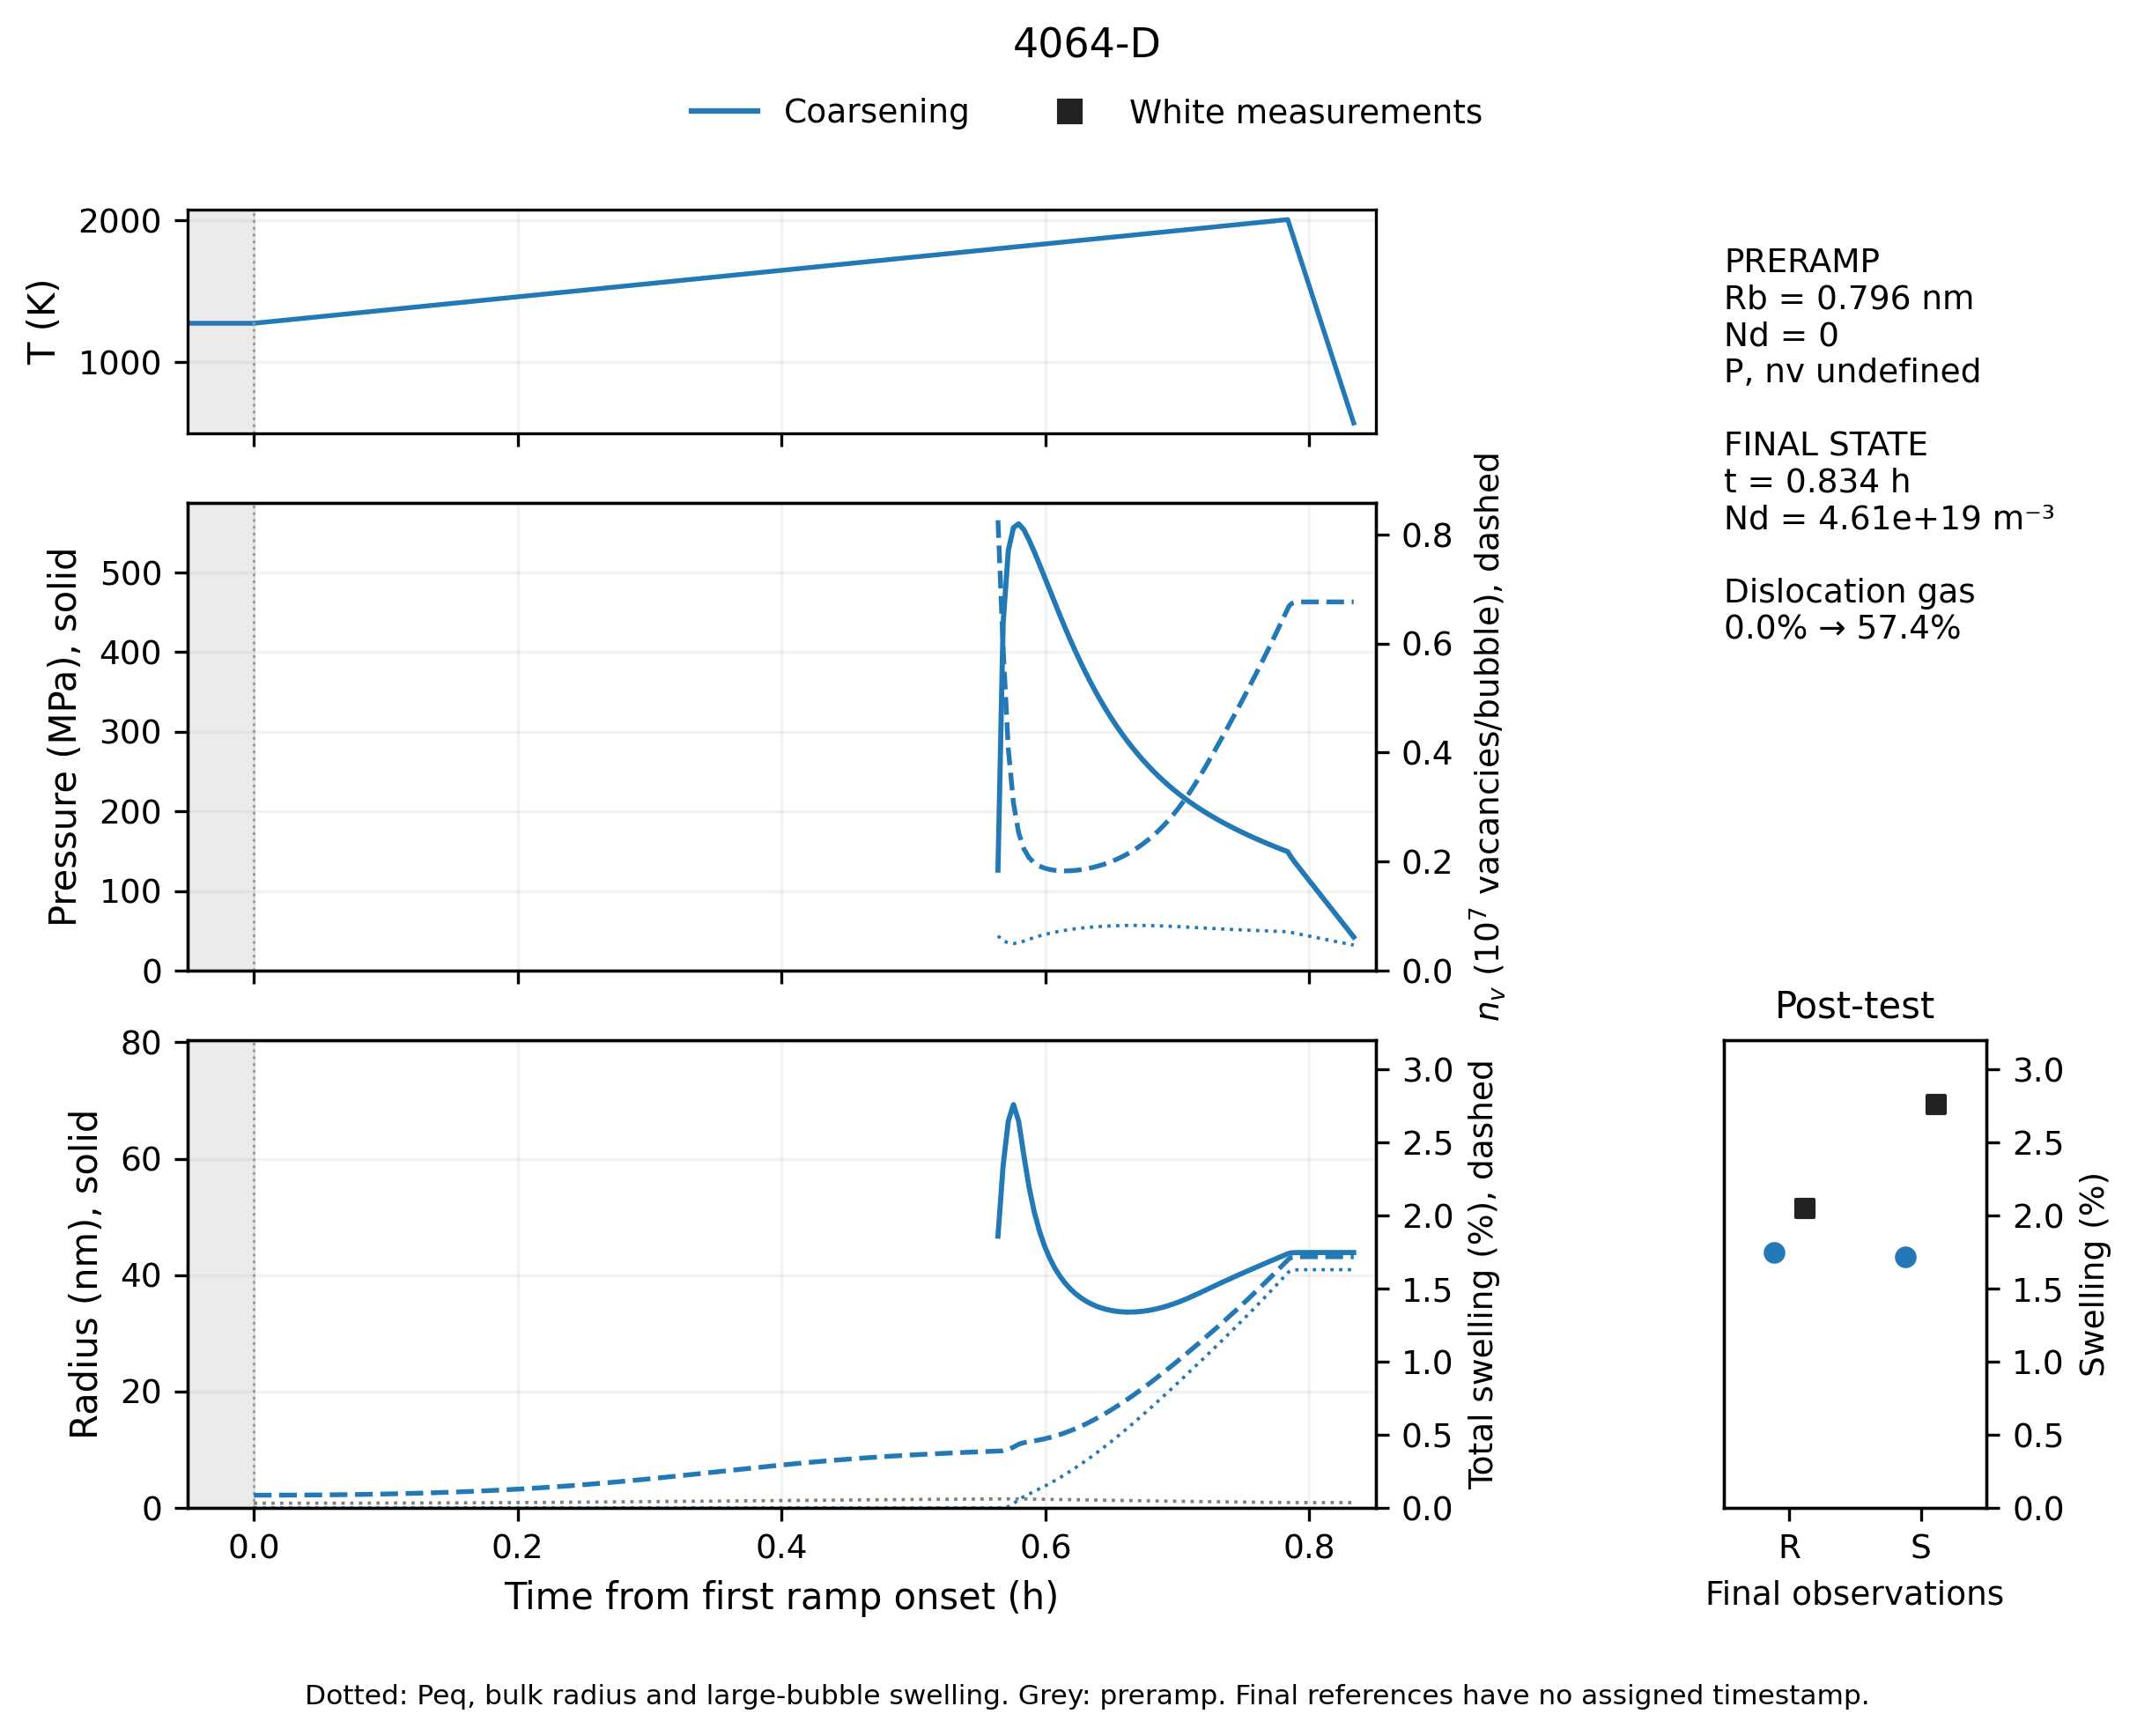 4064-D
Coarsening
White measurements
T (K)
2000
1000
PRERAMP
Rb = 0.796 nm
Nd = 0
P, nv undefined
FINAL STATE
t = 0.834 h
Nd = 4.61e+19 m⁻³
Dislocation gas
0.0% → 57.4%
Pressure (MPa), solid
500
400
300
200
100
0
0.8
0.6
0.4
0.2
0.0
nᵥ (10⁷ vacancies/bubble), dashed
Radius (nm), solid
80
60
40
20
0
3.0
2.5
2.0
1.5
1.0
0.5
0.0
Total swelling (%), dashed
0.0 0.2 0.4 0.6 0.8
Time from first ramp onset (h)
Post-test
3.0
2.5
2.0
1.5
1.0
0.5
0.0
Swelling (%)
R S
Final observations
Dotted: Peq, bulk radius and large-bubble swelling. Grey: preramp. Final references have no assigned timestamp.